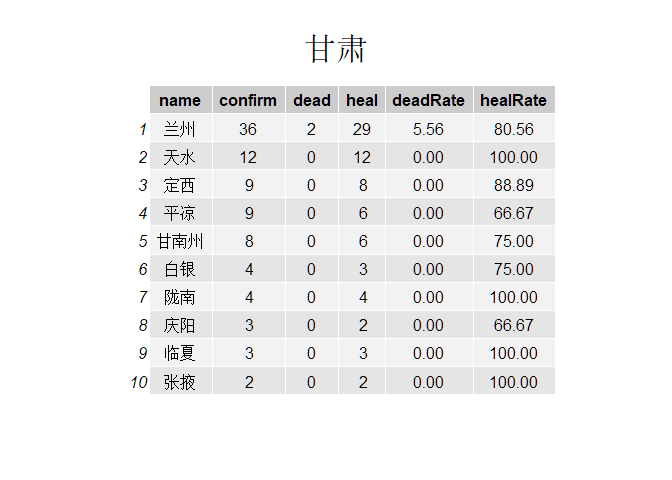 甘肃
name confirm dead heal deadRate healRate
1 兰州 36 2 29 5.56 80.56
2 天水 12 0 12 0.00 100.00
3 定西 9 0 8 0.00 88.89
4 平凉 9 0 6 0.00 66.67
5 甘南州 8 0 6 0.00 75.00
6 白银 4 0 3 0.00 75.00
7 陇南 4 0 4 0.00 100.00
8 庆阳 3 0 2 0.00 66.67
9 临夏 3 0 3 0.00 100.00
10 张掖 2 0 2 0.00 100.00